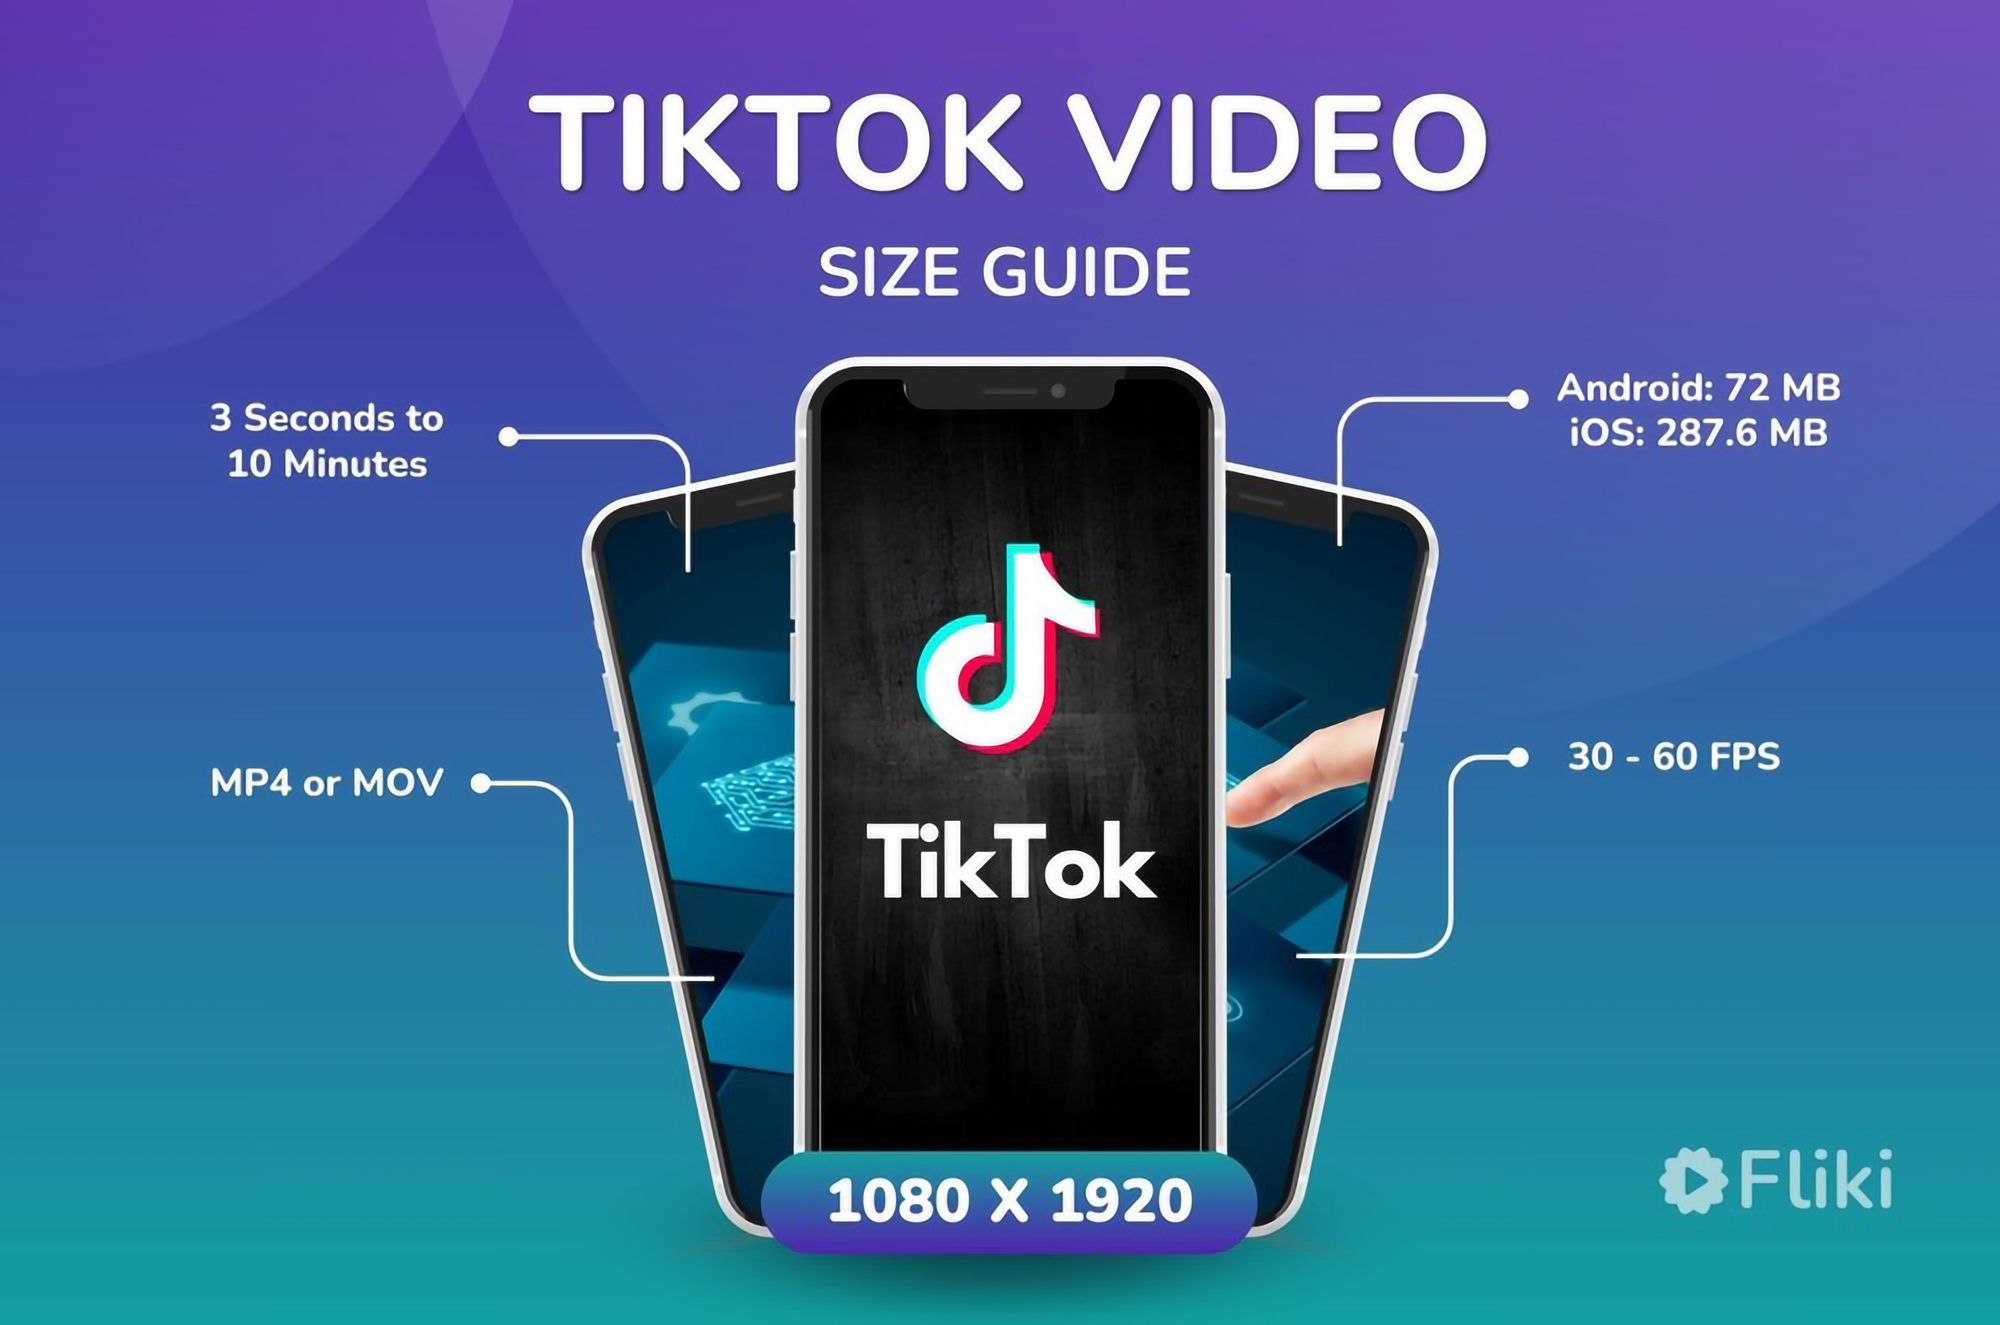 TIKTOK VIDEO
SIZE GUIDE
3 Seconds to
10 Minutes
Android: 72 MB
iOS: 287.6 MB
MP4 or MOV
30 - 60 FPS
TikTok
1080 X 1920
Fliki